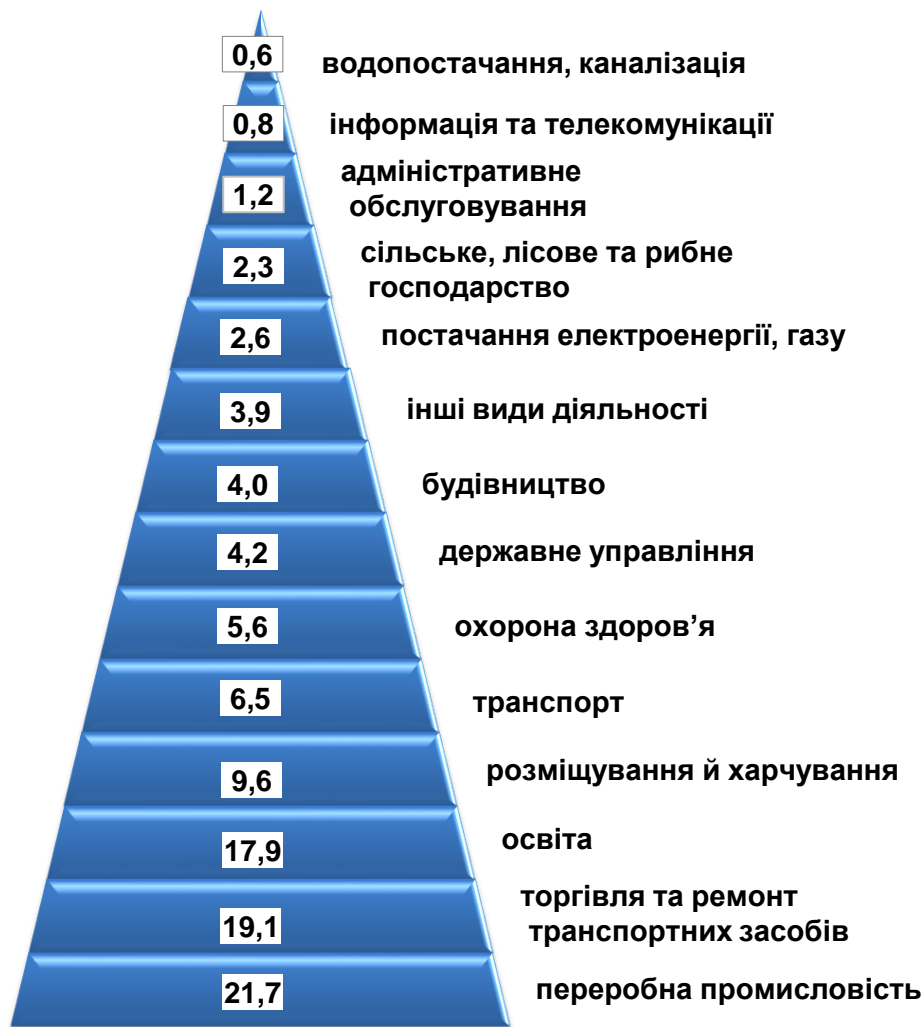 0,6
водопостачання, каналізація
0,8
інформація та телекомунікації
1,2
адміністративне
обслуговування
2,3
сільське, лісове та рибне
господарство
2,6
постачання електроенергії, газу
3,9
інші види діяльності
4,0
будівництво
4,2
державне управління
5,6
охорона здоров’я
6,5
транспорт
9,6
розміщування й харчування
17,9
освіта
19,1
торгівля та ремонт
транспортних засобів
21,7
переробна промисловість